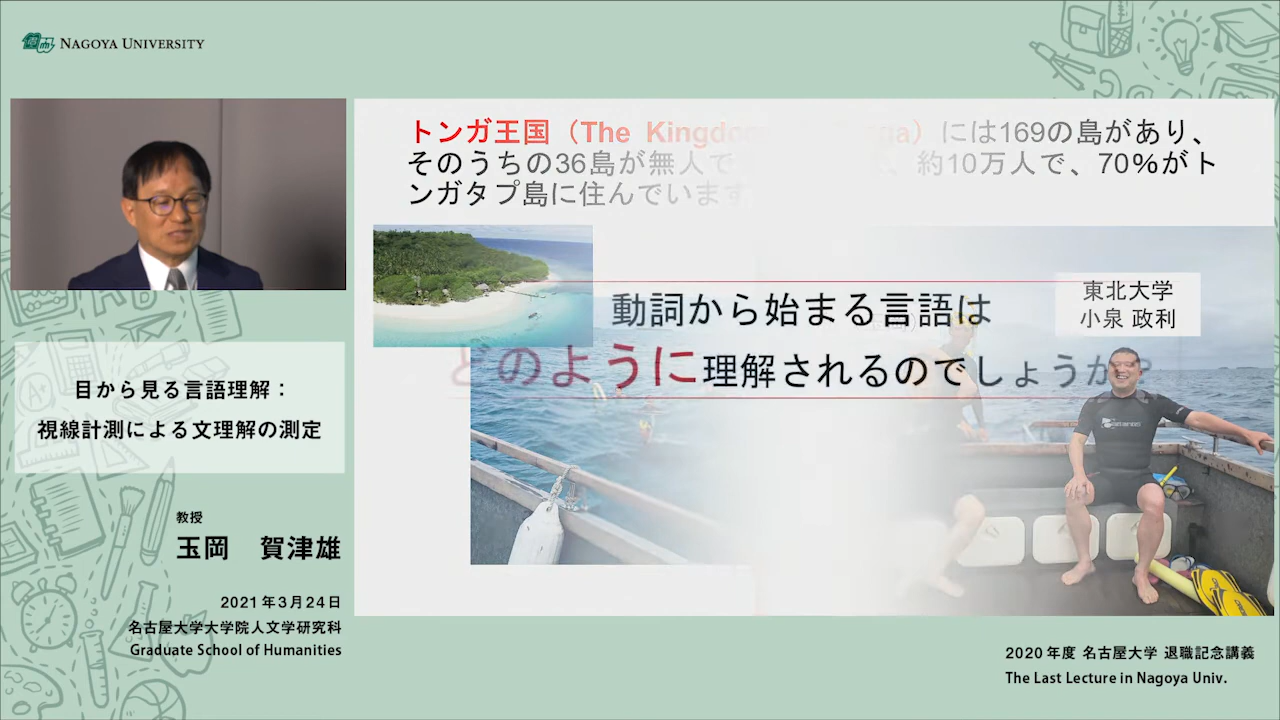 NAGOYA UNIVERSITY
トンガ王国（The Kingdom
ga）には169の島があり、
そのうちの36島が無人で
、約10万人で、70%がト
ンガタプ島に住んでいます
東北大学
小泉 政利
動詞から始まる言語は
どのように理解されるのでしょうか?
目から見る言語理解：
視線計測による文理解の測定
教授
玉岡 賀津雄
2021年3月24日
名古屋大学大学院人文学研究科
Graduate School of Humanities
2020年度 名古屋大学 退職記念講義
The Last Lecture in Nagoya Univ.